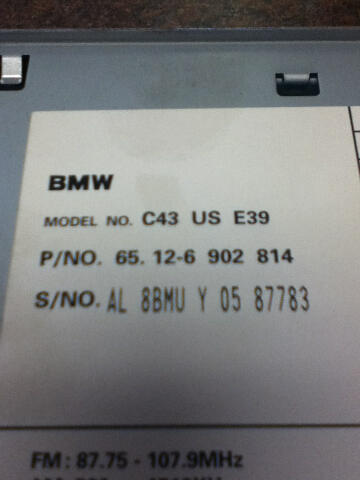 BMW
MODEL NO. C43 US E39
P/NO. 65. 12-6 902 814
S/NO. AL 8BMU Y 05 87783
FM : 87.75 - 107.9MHz